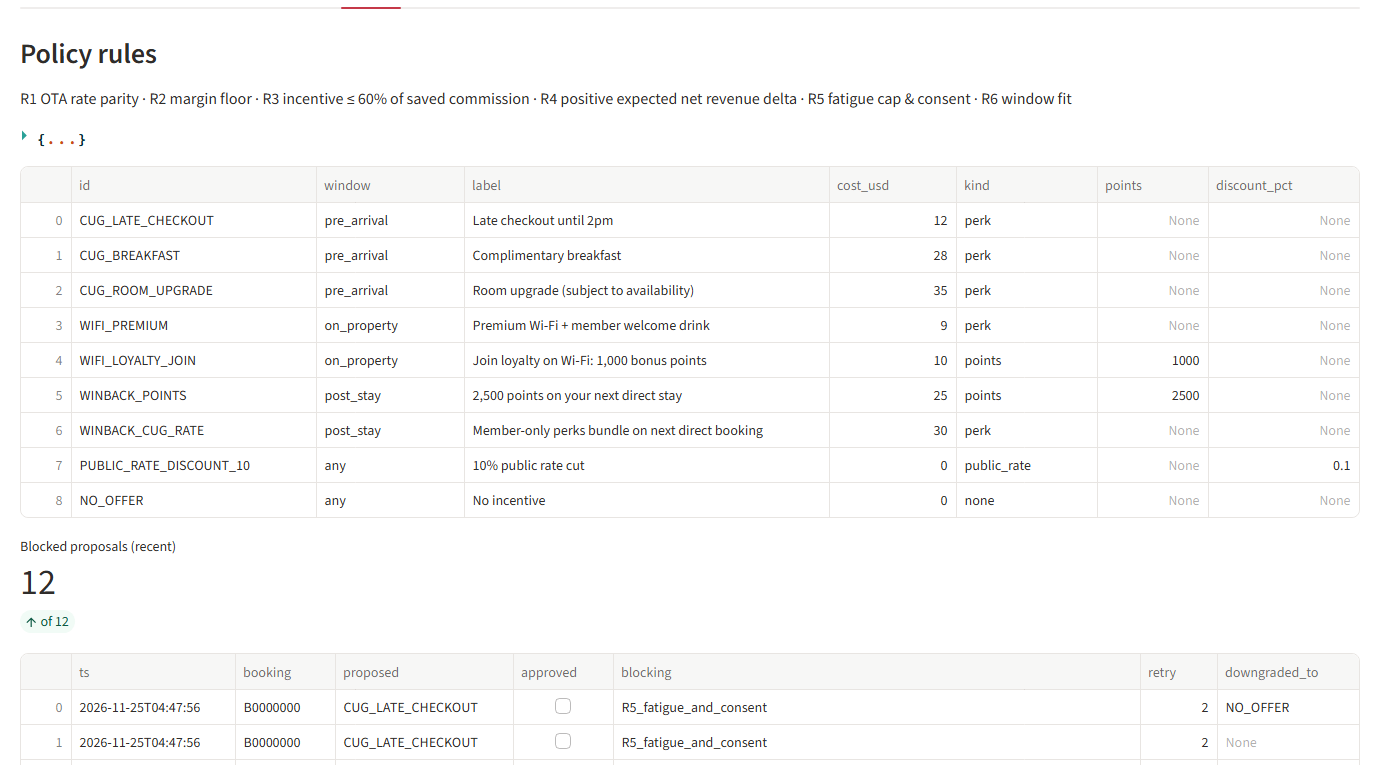 Policy rules
R1 OTA rate parity · R2 margin floor · R3 incentive ≤ 60% of saved commission · R4 positive expected net revenue delta · R5 fatigue cap & consent · R6 window fit
{...}
id window label cost_usd kind points discount_pct
0 CUG_LATE_CHECKOUT pre_arrival Late checkout until 2pm 12 perk None None
1 CUG_BREAKFAST pre_arrival Complimentary breakfast 28 perk None None
2 CUG_ROOM_UPGRADE pre_arrival Room upgrade (subject to availability) 35 perk None None
3 WIFI_PREMIUM on_property Premium Wi-Fi + member welcome drink 9 perk None None
4 WIFI_LOYALTY_JOIN on_property Join loyalty on Wi-Fi: 1,000 bonus points 10 points 1000 None
5 WINBACK_POINTS post_stay 2,500 points on your next direct stay 25 points 2500 None
6 WINBACK_CUG_RATE post_stay Member-only perks bundle on next direct booking 30 perk None None
7 PUBLIC_RATE_DISCOUNT_10 any 10% public rate cut 0 public_rate None 0.1
8 NO_OFFER any No incentive 0 none None None
Blocked proposals (recent)
12
↑ of 12
ts booking proposed approved blocking retry downgraded_to
0 2026-11-25T04:47:56 B0000000 CUG_LATE_CHECKOUT R5_fatigue_and_consent 2 NO_OFFER
1 2026-11-25T04:47:56 B0000000 CUG_LATE_CHECKOUT R5_fatigue_and_consent 2 None